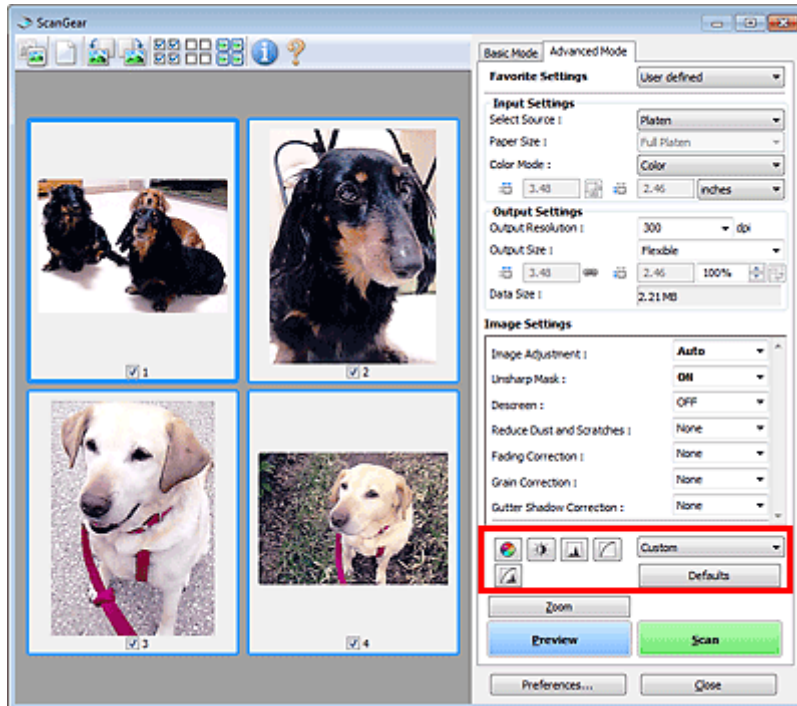 ScanGear
Basic Mode Advanced Mode
Favorite Settings User defined
Input Settings
Select Source : Platen
Paper Size : Full Platen
Color Mode : Color
3.48 2.46 inches
Output Settings
Output Resolution : 300 dpi
Output Size : Flexible
3.48 2.46 100%
Data Size : 2.21 MB
Image Settings
Image Adjustment : Auto
Unsharp Mask : ON
Descreen : OFF
Reduce Dust and Scratches : None
Fading Correction : None
Grain Correction : None
Gutter Shadow Correction : None
Custom
Defaults
Zoom
Preview Scan
Preferences... Close
1
2
3
4